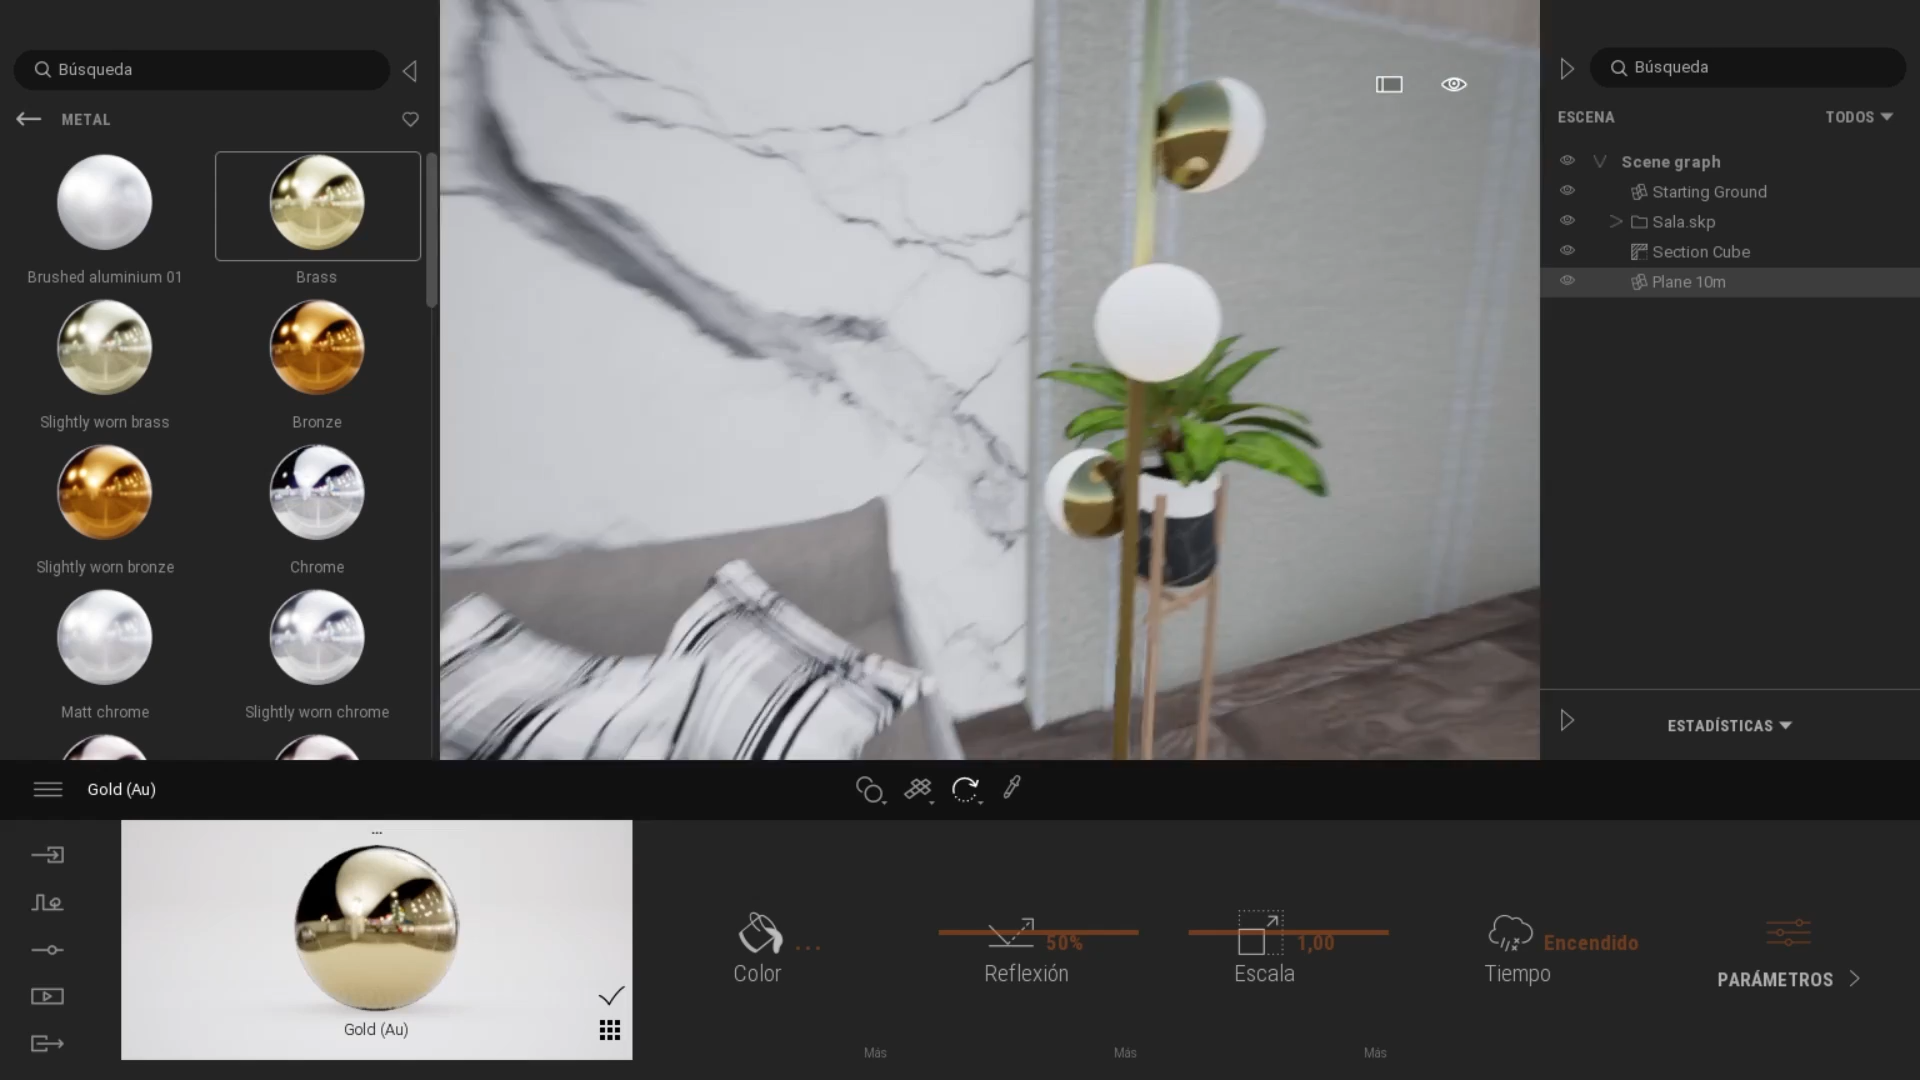 Búsqueda
METAL
Brushed aluminium 01
Brass
Slightly worn brass
Bronze
Slightly worn bronze
Chrome
Matt chrome
Slightly worn chrome
Búsqueda
ESCENA
TODOS
Scene graph
Starting Ground
Sala.skp
Section Cube
Plane 10m
ESTADÍSTICAS
Gold (Au)
...
Gold (Au)
...
Color
Más
50%
Reflexión
Más
1,00
Escala
Más
Encendido
Tiempo
PARÁMETROS